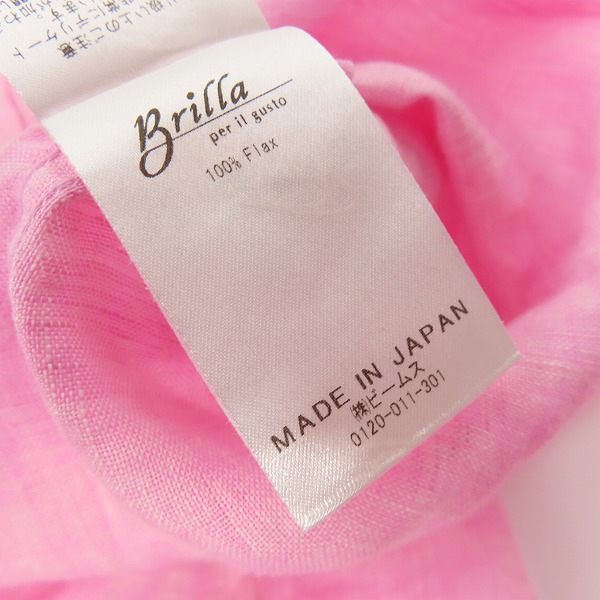 Brilla
per il gusto
100% Flax
MADE IN JAPAN
㈱ビームス
0120-011-301